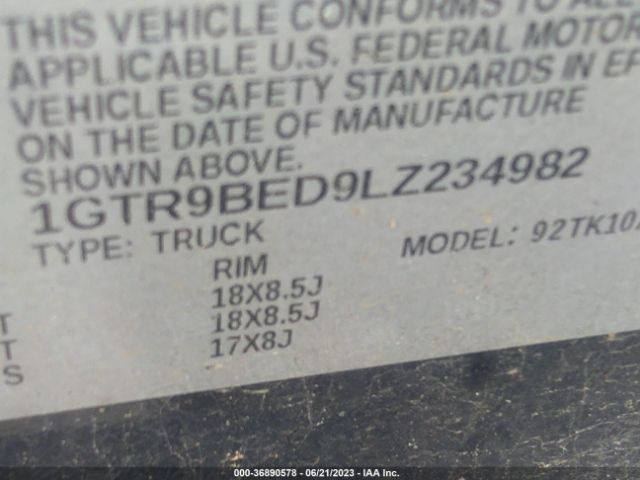 THIS VEHICLE CONFORMS TO ALL
APPLICABLE U.S. FEDERAL MOTOR
VEHICLE SAFETY STANDARDS IN EF
ON THE DATE OF MANUFACTURE
SHOWN ABOVE.
1GTR9BED9LZ234982
TYPE: TRUCK MODEL: 92TK10
RIM
18X8.5J
T 18X8.5J
T 17X8J
S
000-36890578 - 06/21/2023 - IAA Inc.